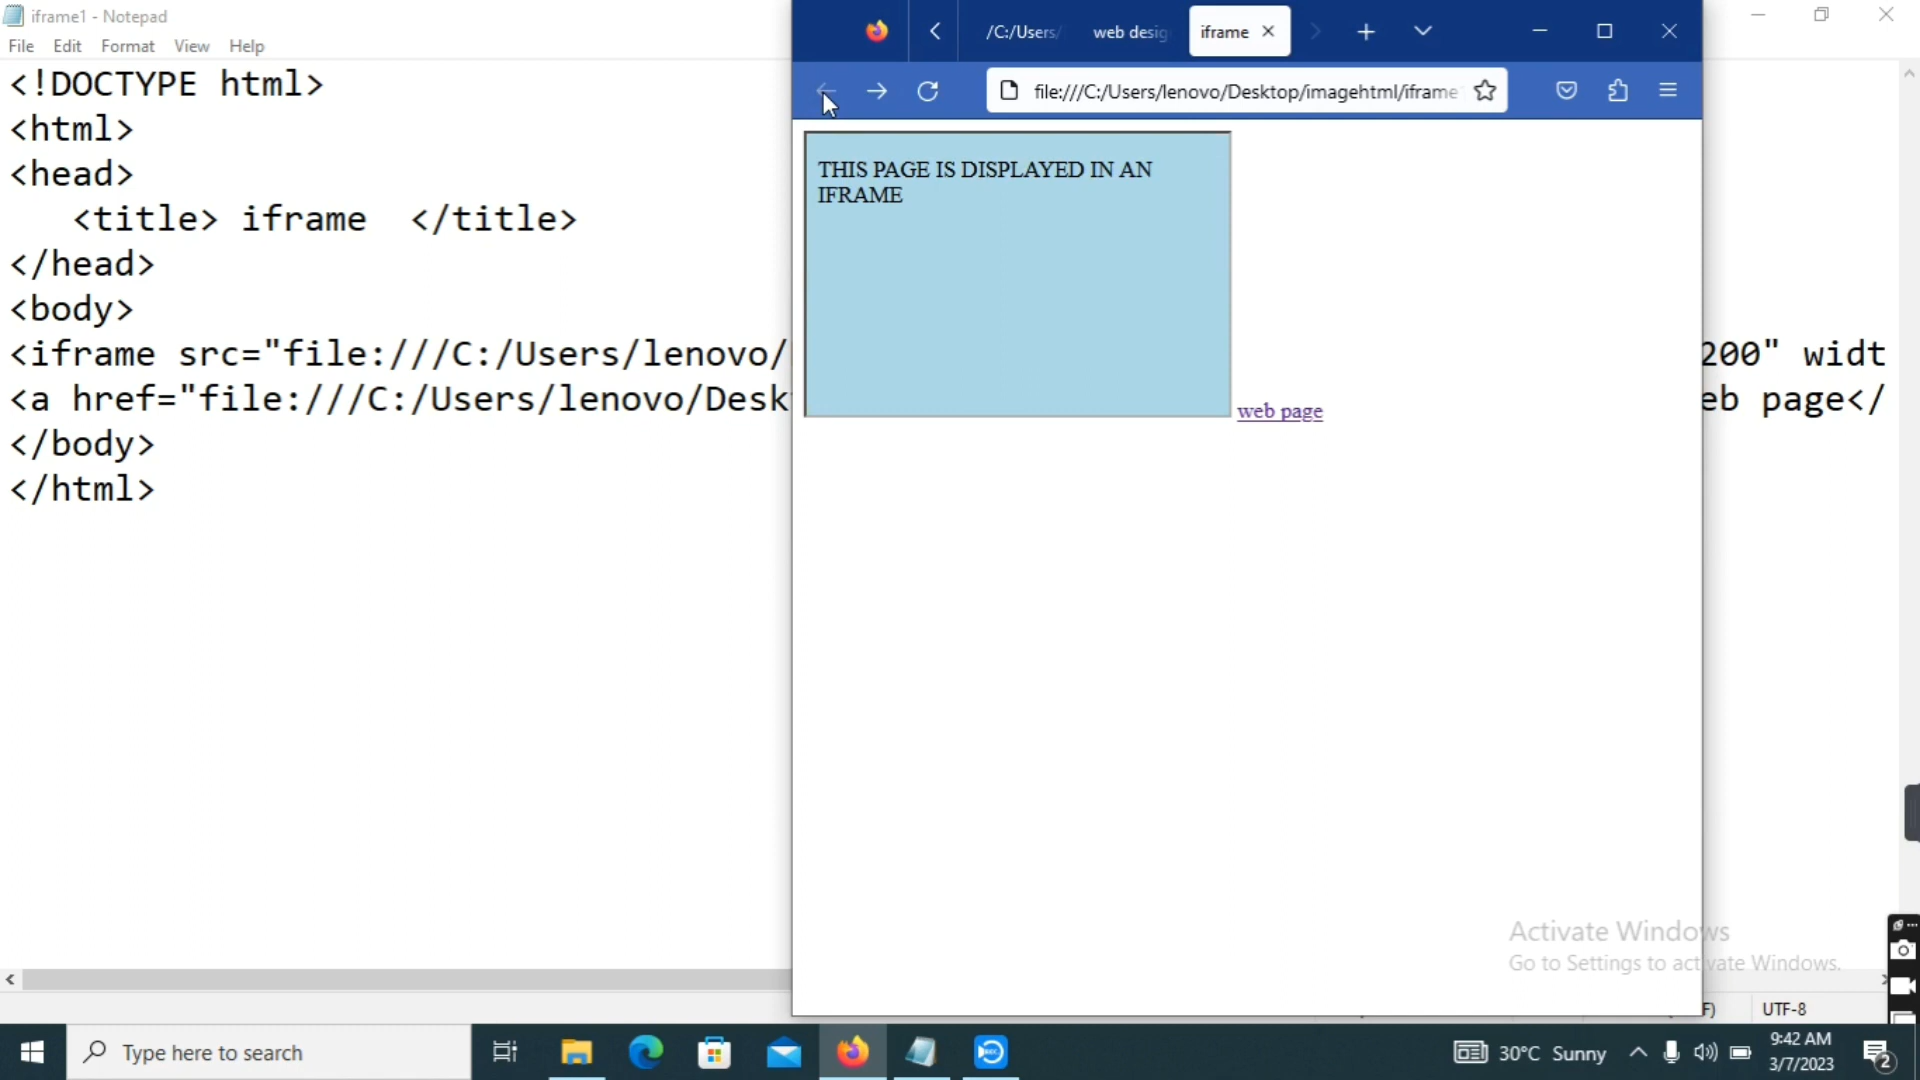 iframe1 - Notepad
File Edit Format View Help
<!DOCTYPE html>
<html>
<head>
<title> iframe </title>
</head>
<body>
<iframe src="file:///C:/Users/lenovo/
200" widt
<a href="file:///C:/Users/lenovo/Desk
eb page</
</body>
</html>
/C:/Users/
web desig
iframe
file:///C:/Users/lenovo/Desktop/imagehtml/iframe
THIS PAGE IS DISPLAYED IN AN
IFRAME
web page
Activate Windows
Go to Settings to activate Windows.
F)
UTF-8
Type here to search
REC
30°C Sunny
9:42 AM
3/7/2023
2